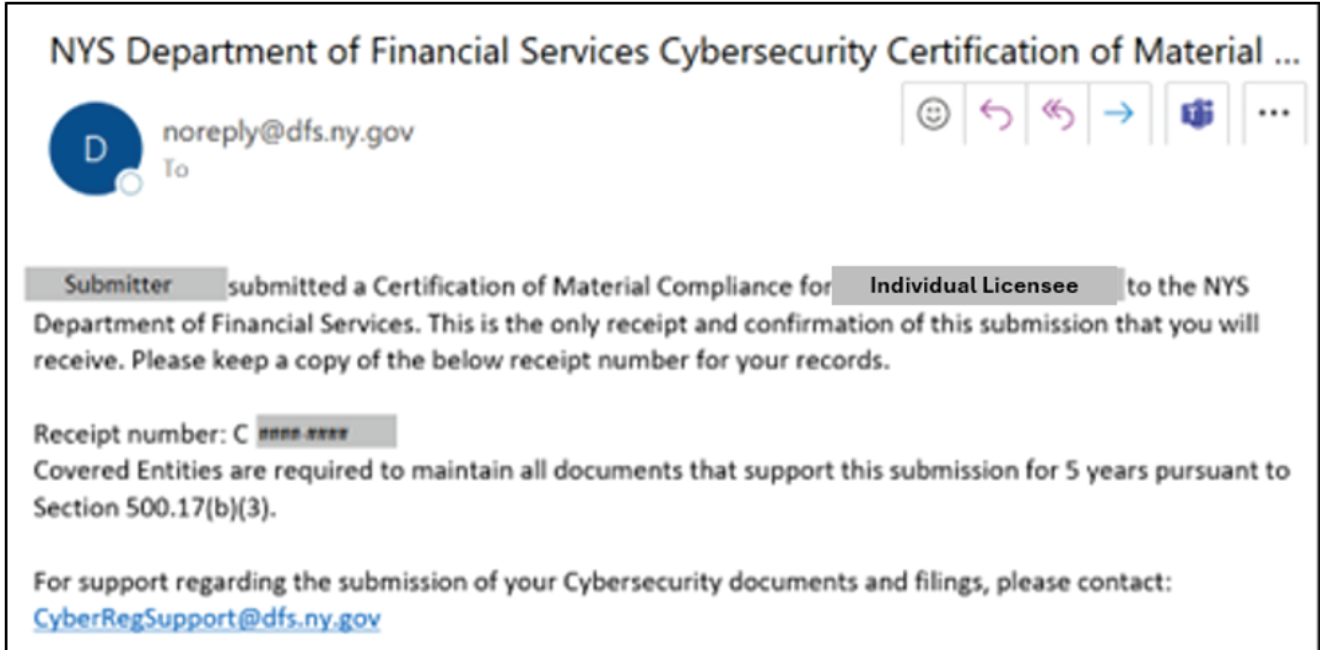 NYS Department of Financial Services Cybersecurity Certification of Material ...
D
noreply@dfs.ny.gov
To
Submitter submitted a Certification of Material Compliance for Individual Licensee to the NYS
Department of Financial Services. This is the only receipt and confirmation of this submission that you will
receive. Please keep a copy of the below receipt number for your records.
Receipt number: C ####-####
Covered Entities are required to maintain all documents that support this submission for 5 years pursuant to
Section 500.17(b)(3).
For support regarding the submission of your Cybersecurity documents and filings, please contact:
CyberRegSupport@dfs.ny.gov